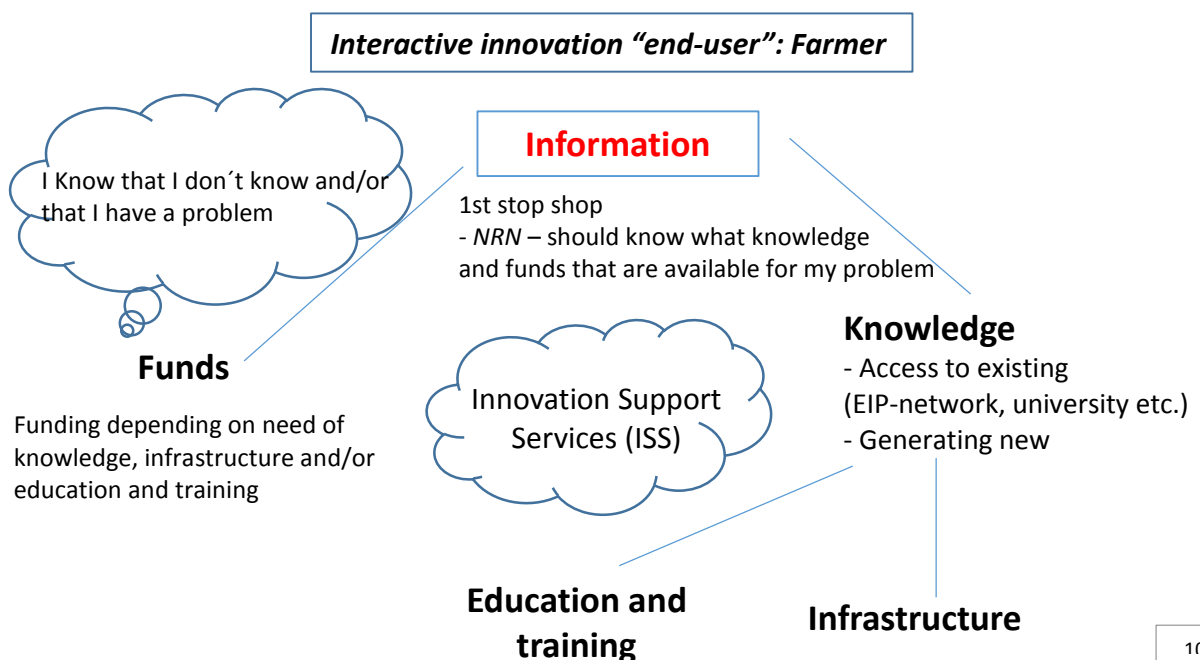 Interactive innovation “end-user”: Farmer
I Know that I don´t know and/or
that I have a problem
Information
1st stop shop
- NRN – should know what knowledge
and funds that are available for my problem
Funds
Funding depending on need of
knowledge, infrastructure and/or
education and training
Innovation Support
Services (ISS)
Knowledge
- Access to existing
(EIP-network, university etc.)
- Generating new
Education and
training
Infrastructure
10